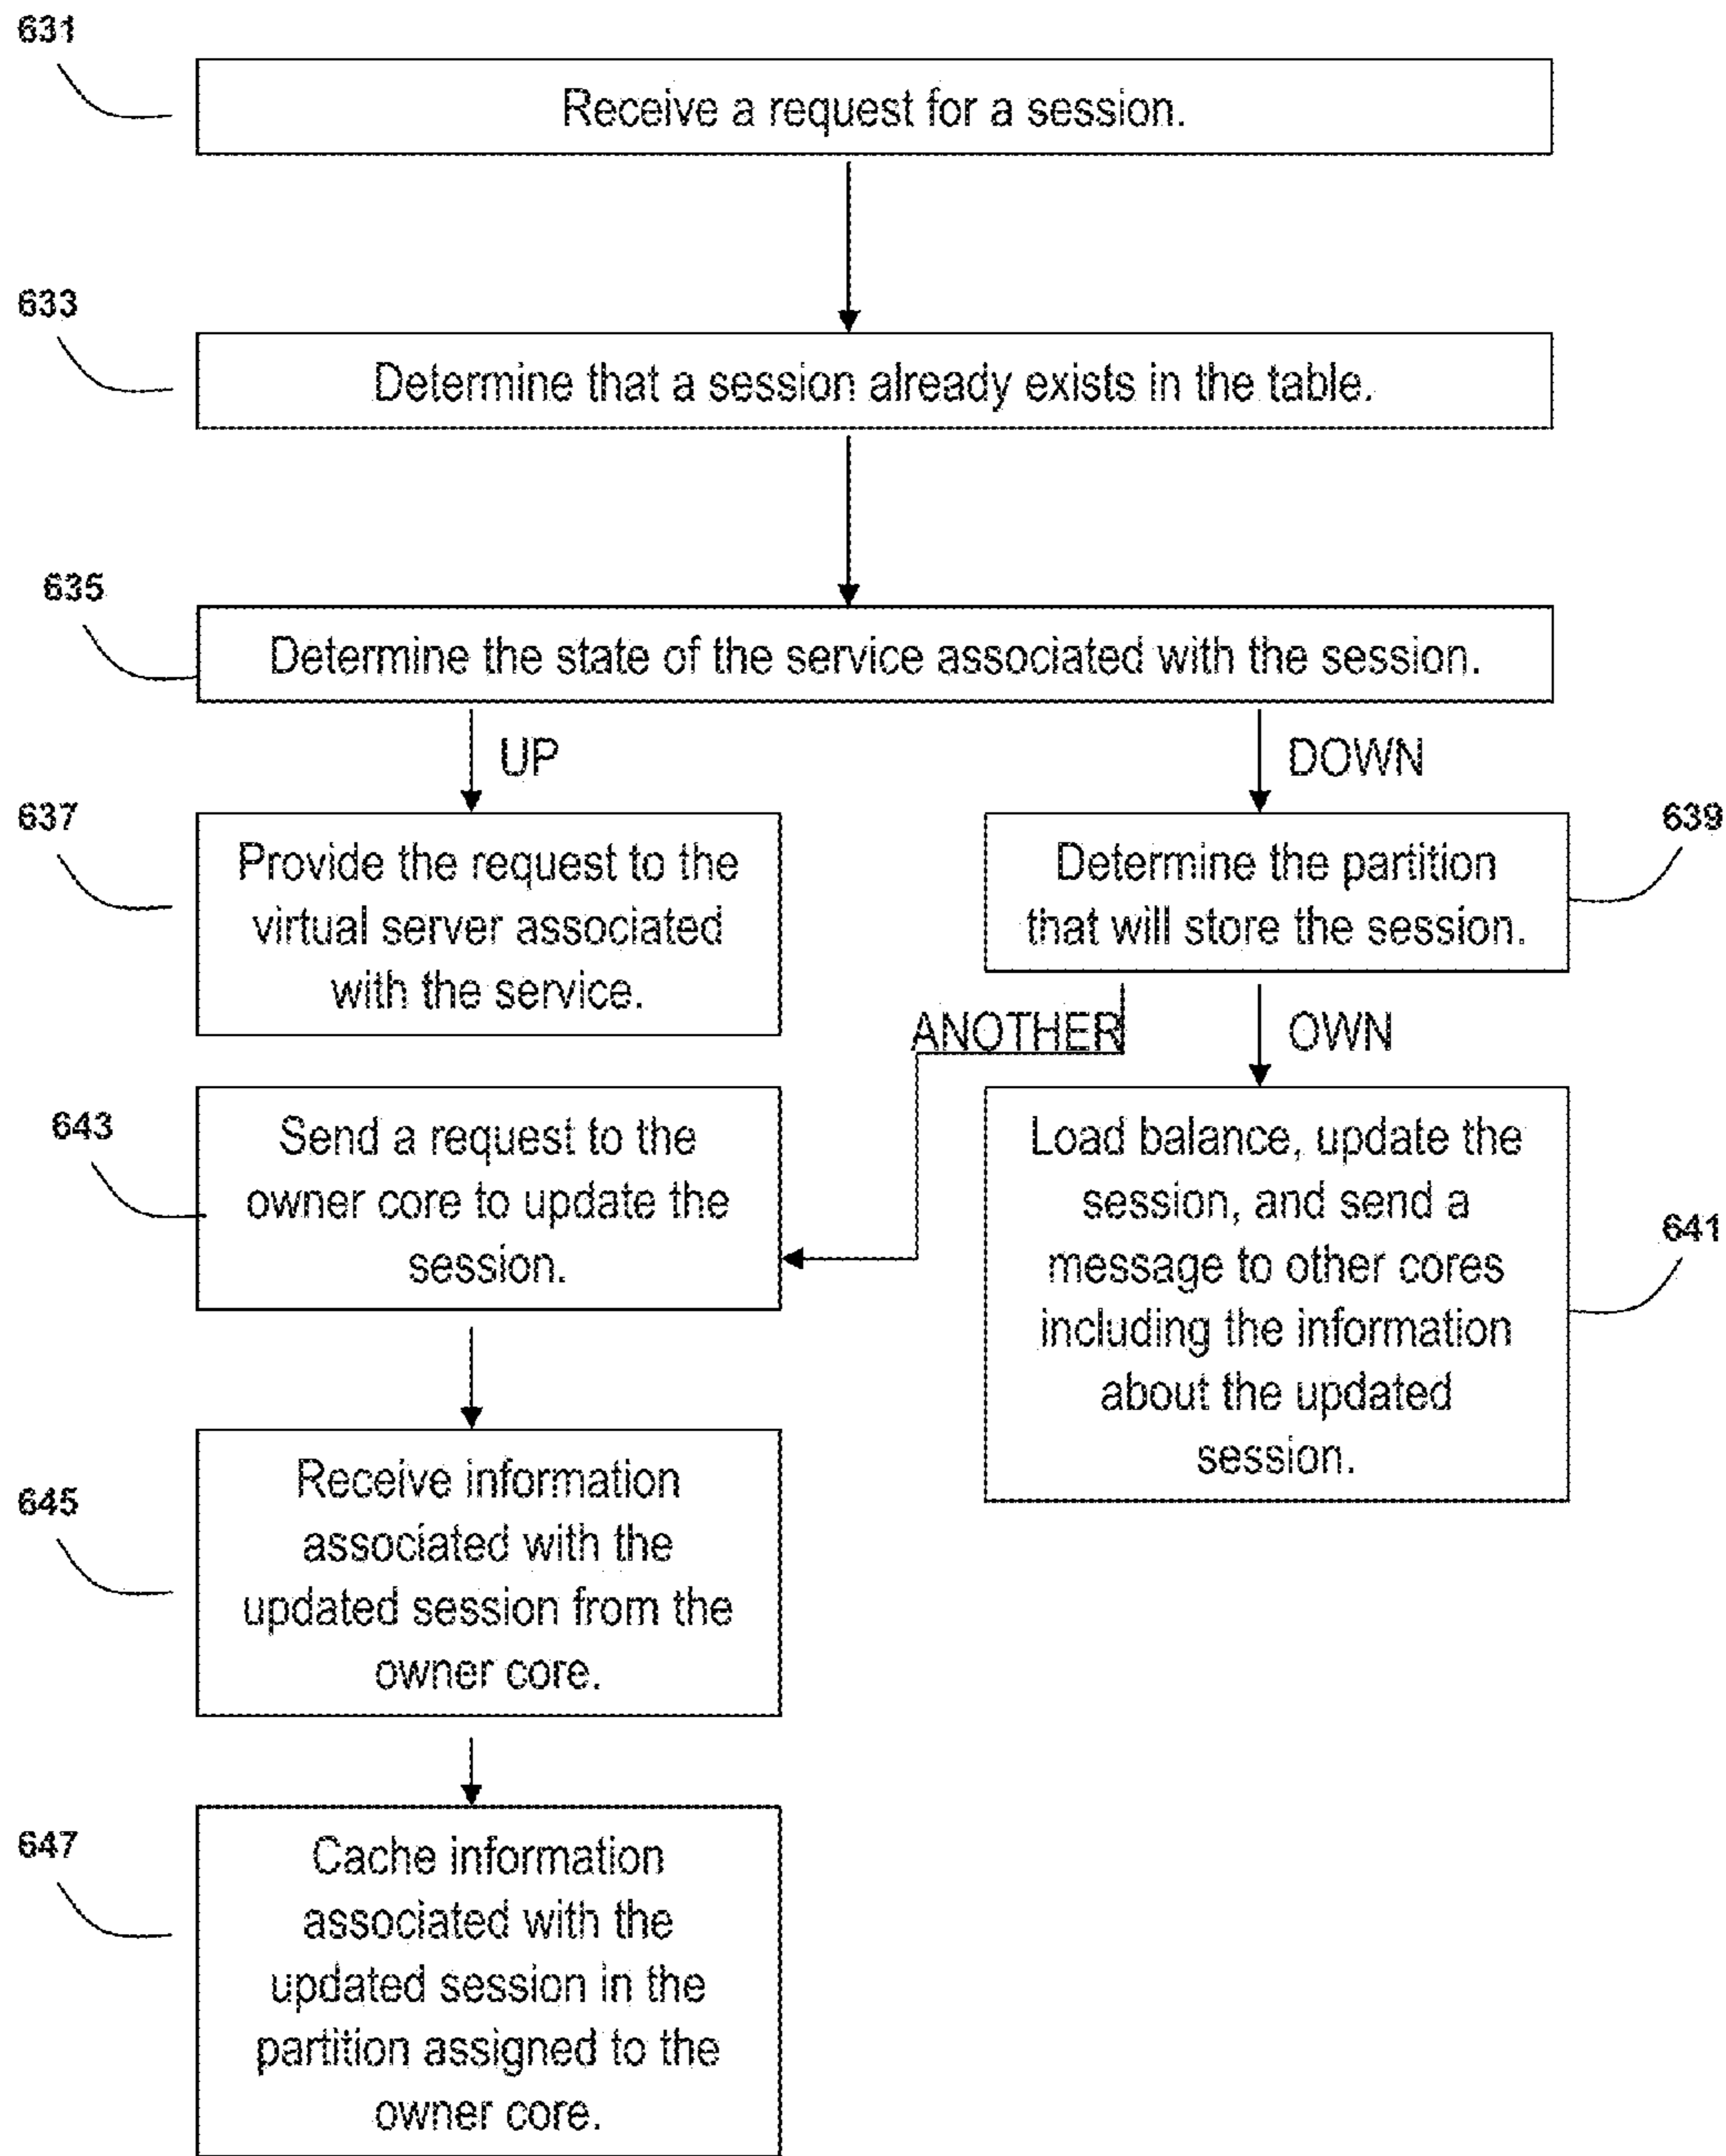 631
Receive a request for a session.
633
Determine that a session already exists in the table.
635
Determine the state of the service associated with the session.
UP
DOWN
637
Provide the request to the
virtual server associated
with the service.
639
Determine the partition
that will store the session.
ANOTHER
OWN
643
Send a request to the
owner core to update the
session.
641
Load balance, update the
session, and send a
message to other cores
including the information
about the updated
session.
645
Receive information
associated with the
updated session from the
owner core.
647
Cache information
associated with the
updated session in the
partition assigned to the
owner core.